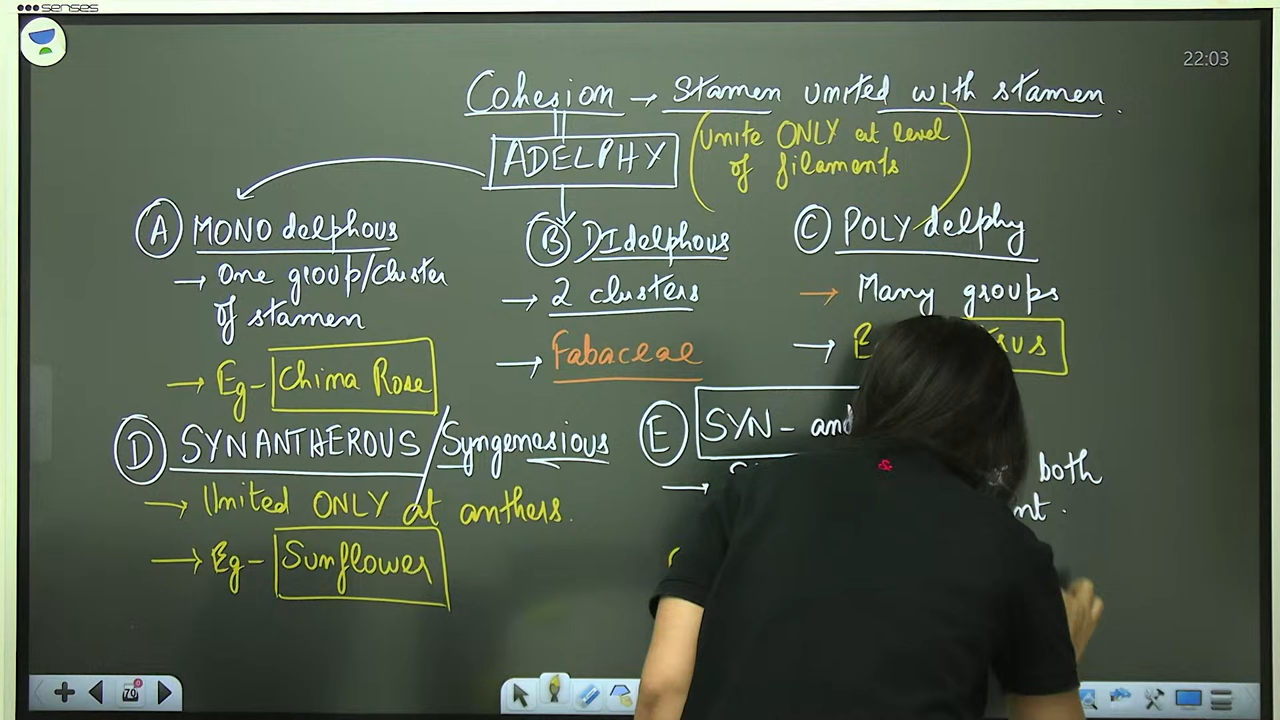 senses
22:03
Cohesion → Stamen united with stamen.
ADELPHY
(unite ONLY at level
of filaments)
(A) MONOdelphous
→ One group/cluster
of stamen
→ Eg- China Rose
(B) DIdelphous
→ 2 clusters
→ Fabaceae
(C) POLYdelphy
→ Many groups
→
(D) SYNANTHEROUS/Syngenesious
→ United ONLY at anthers.
→ Eg- Sunflower
(E) SYN- and
→ both
70